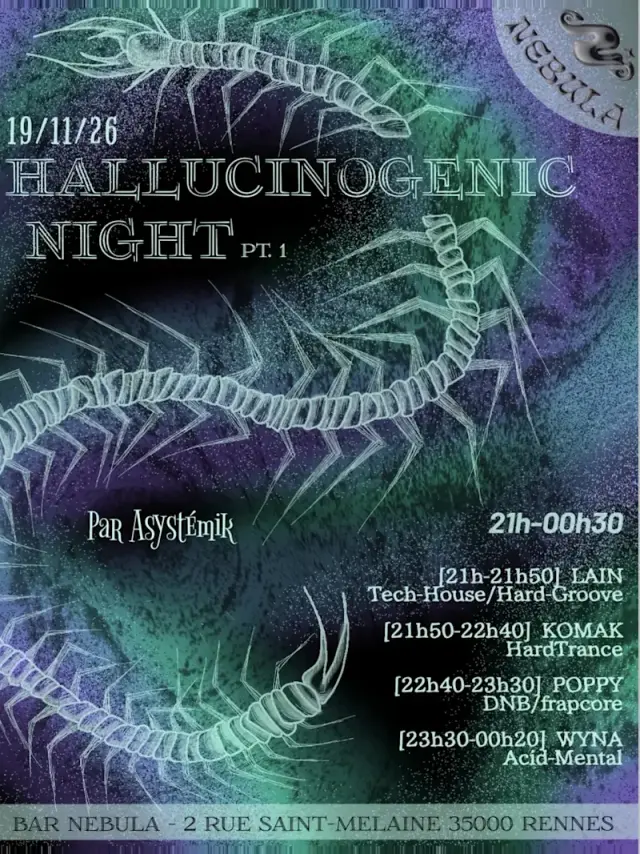 NEBULA
19/11/26
HALLUCINOGENIC
NIGHT PT. 1
Par Asystémik
21h-00h30
[21h-21h50] LAIN
Tech-House/Hard-Groove
[21h50-22h40] KOMAK
HardTrance
[22h40-23h30] POPPY
DNB/frapcore
[23h30-00h20] WYNA
Acid-Mental
BAR NEBULA - 2 RUE SAINT-MELAINE 35000 RENNES